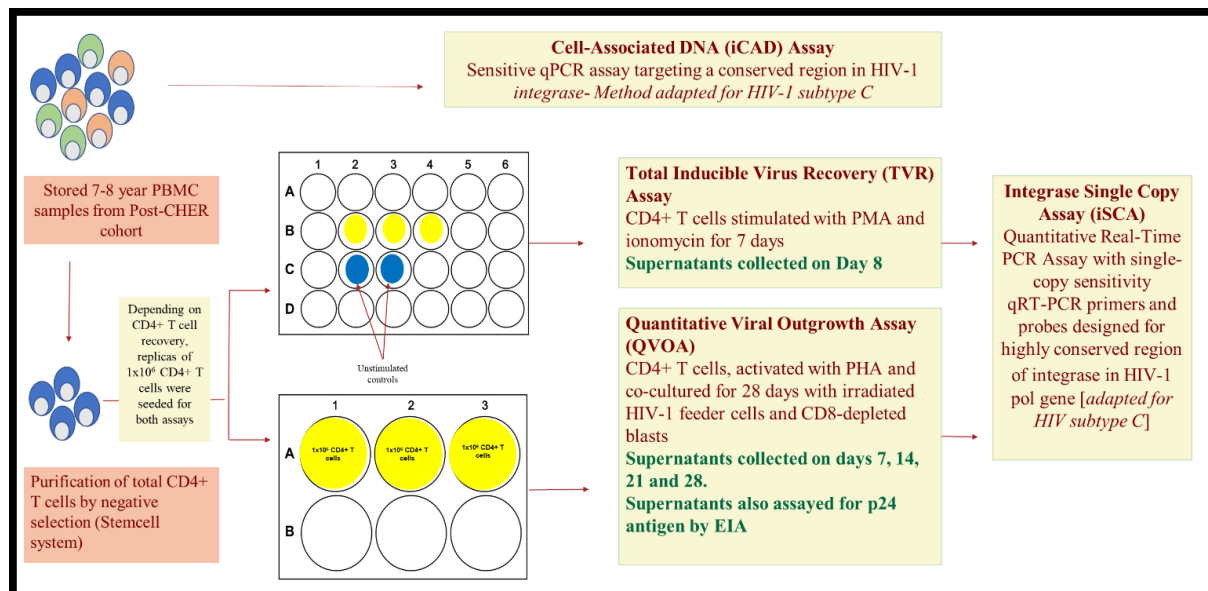 Cell-Associated DNA (iCAD) Assay
Sensitive qPCR assay targeting a conserved region in HIV-1
integrase- Method adapted for HIV-1 subtype C
Stored 7-8 year PBMC
samples from Post-CHER
cohort
Depending on
CD4+ T cell
recovery,
replicas of
1x10⁶ CD4+ T
cells were
seeded for
both assays
Purification of total CD4+
T cells by negative
selection (Stemcell
system)
1 2 3 4 5 6
A
B
C
D
Unstimulated
controls
1 2 3
A
1x10⁶ CD4+ T
cells
1x10⁶ CD4+ T
cells
1x10⁶ CD4+ T
cells
B
Total Inducible Virus Recovery (TVR)
Assay
CD4+ T cells stimulated with PMA and
ionomycin for 7 days
Supernatants collected on Day 8
Quantitative Viral Outgrowth Assay
(QVOA)
CD4+ T cells, activated with PHA and
co-cultured for 28 days with irradiated
HIV-1 feeder cells and CD8-depleted
blasts
Supernatants collected on days 7, 14,
21 and 28.
Supernatants also assayed for p24
antigen by EIA
Integrase Single Copy
Assay (iSCA)
Quantitative Real-Time
PCR Assay with single-
copy sensitivity
qRT-PCR primers and
probes designed for
highly conserved region
of integrase in HIV-1
pol gene [adapted for
HIV subtype C]